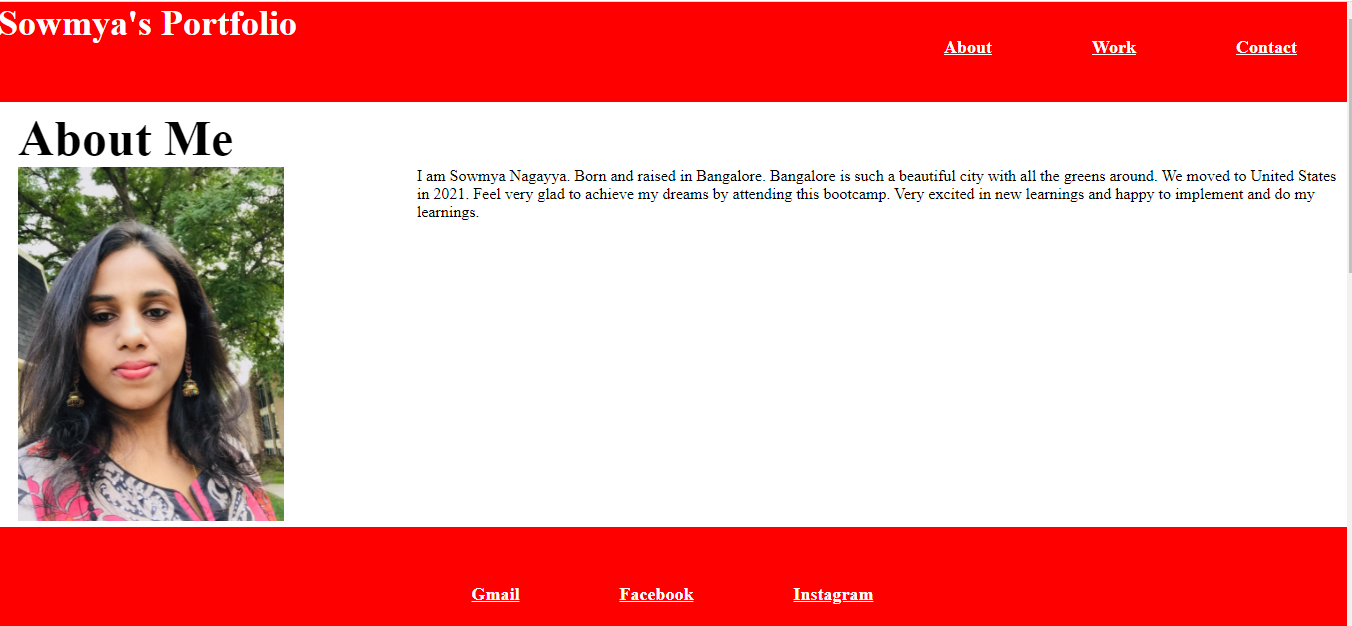 Sowmya's Portfolio
About Work Contact
About Me
I am Sowmya Nagayya. Born and raised in Bangalore. Bangalore is such a beautiful city with all the greens around. We moved to United States
in 2021. Feel very glad to achieve my dreams by attending this bootcamp. Very excited in new learnings and happy to implement and do my
learnings.
Gmail Facebook Instagram